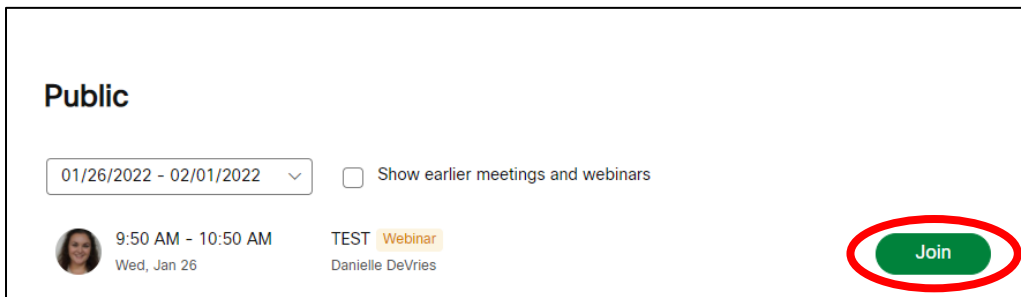 Public
01/26/2022 - 02/01/2022 Show earlier meetings and webinars
9:50 AM - 10:50 AM TEST Webinar Join
Wed, Jan 26 Danielle DeVries